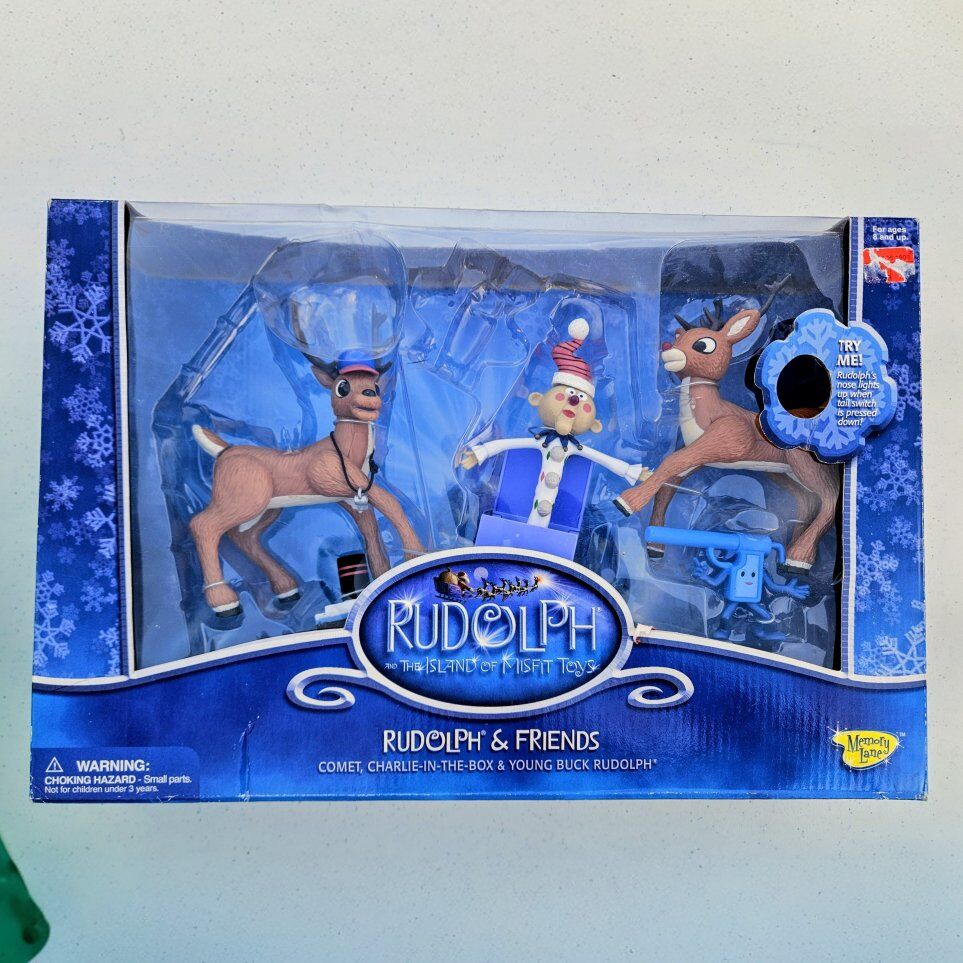 For ages
8 and up.
TRY
ME!
Rudolph's
nose lights
up when
tail switch
is pressed
down!
RUDOLPH®
AND THE ISLAND OF MISFIT TOYS
RUDOLPH® & FRIENDS
COMET, CHARLIE-IN-THE-BOX & YOUNG BUCK RUDOLPH®
Memory
Lane™
⚠ WARNING:
CHOKING HAZARD - Small parts.
Not for children under 3 years.